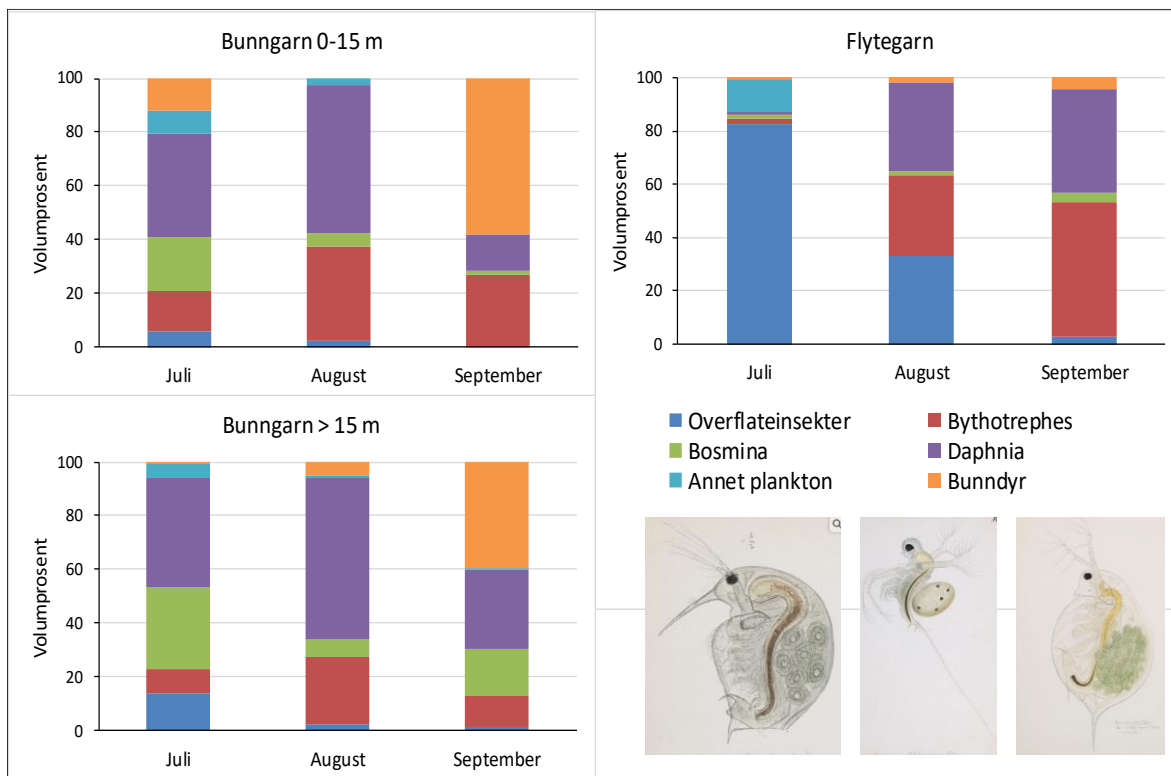 Bunngarn 0-15 m
Volumprosent
100
80
60
40
20
0
Juli August September
Flytegarn
Volumprosent
100
80
60
40
20
0
Juli August September
Bunngarn > 15 m
Volumprosent
100
80
60
40
20
0
Juli August September
Overflateinsekter Bythotrephes
Bosmina Daphnia
Annet plankton Bunndyr